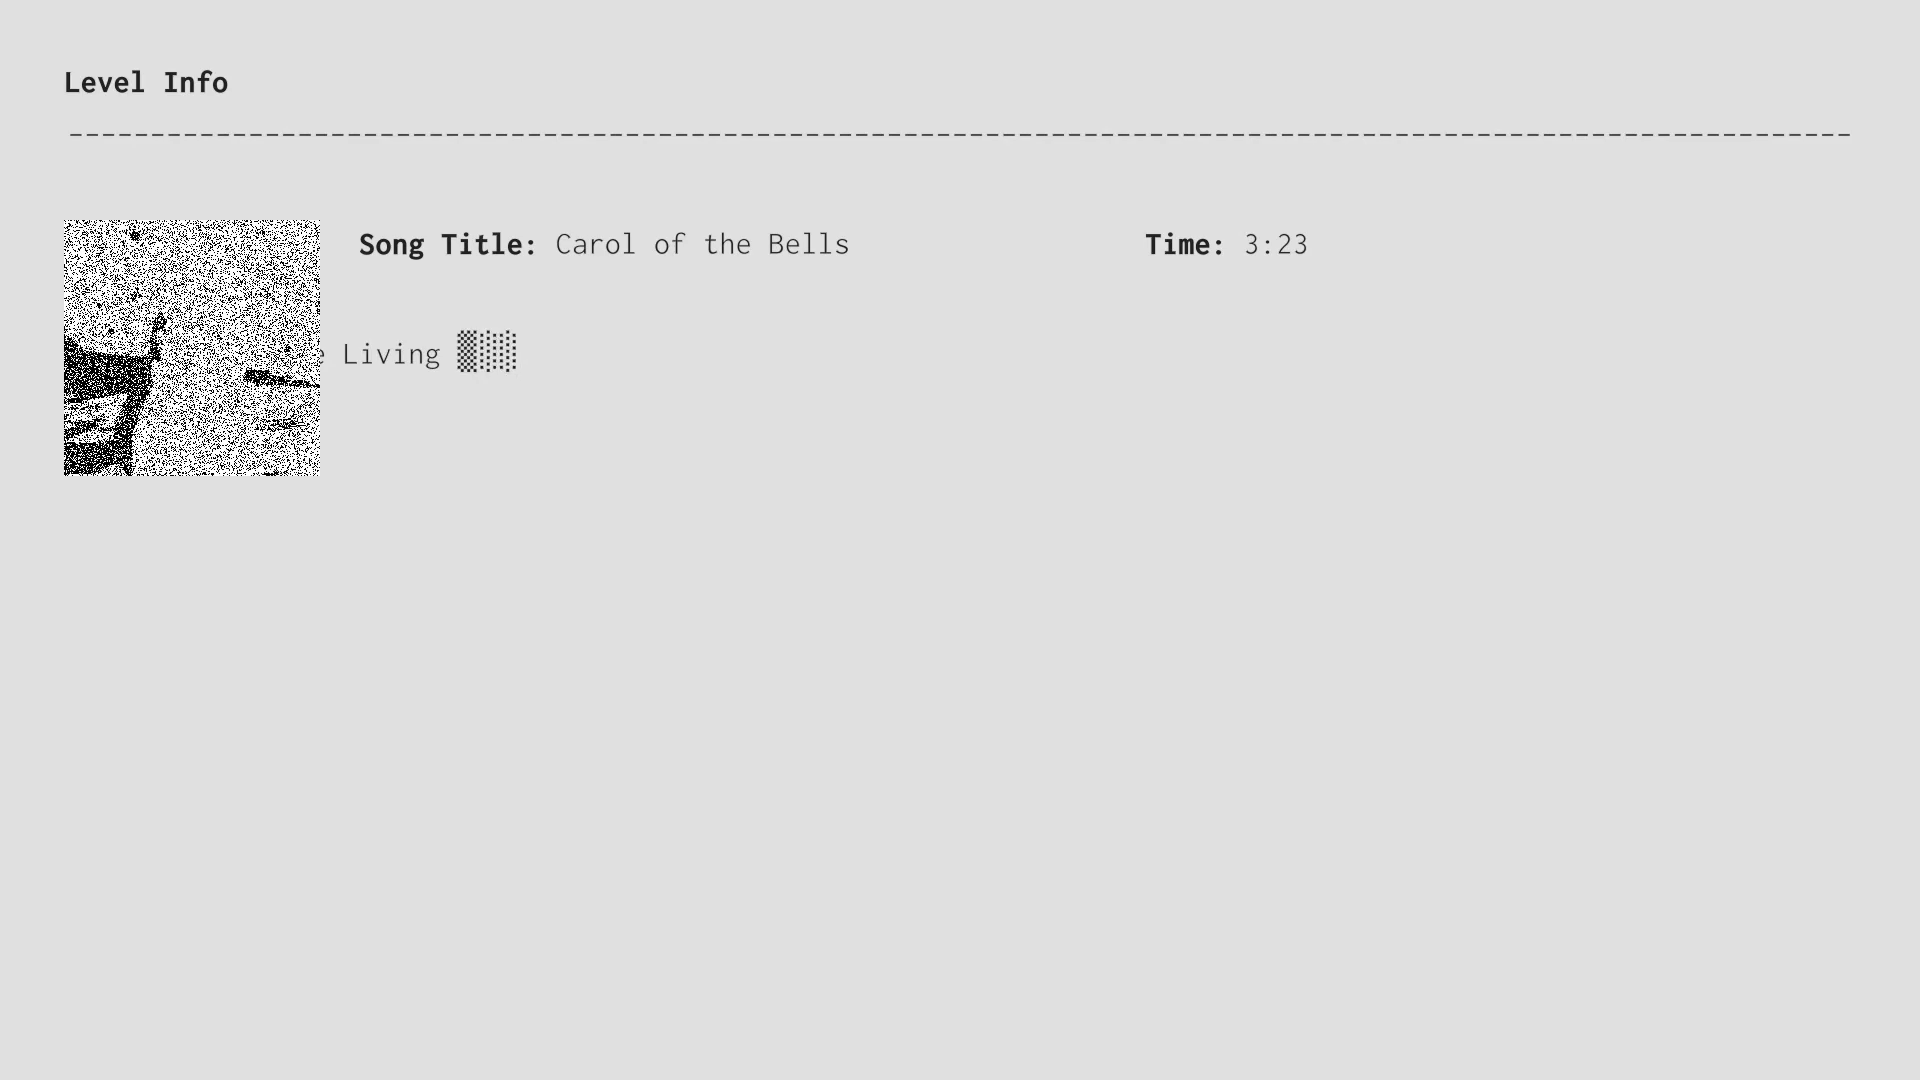 Level Info
Song Title: Carol of the Bells Time: 3:23
Living ▓▒░